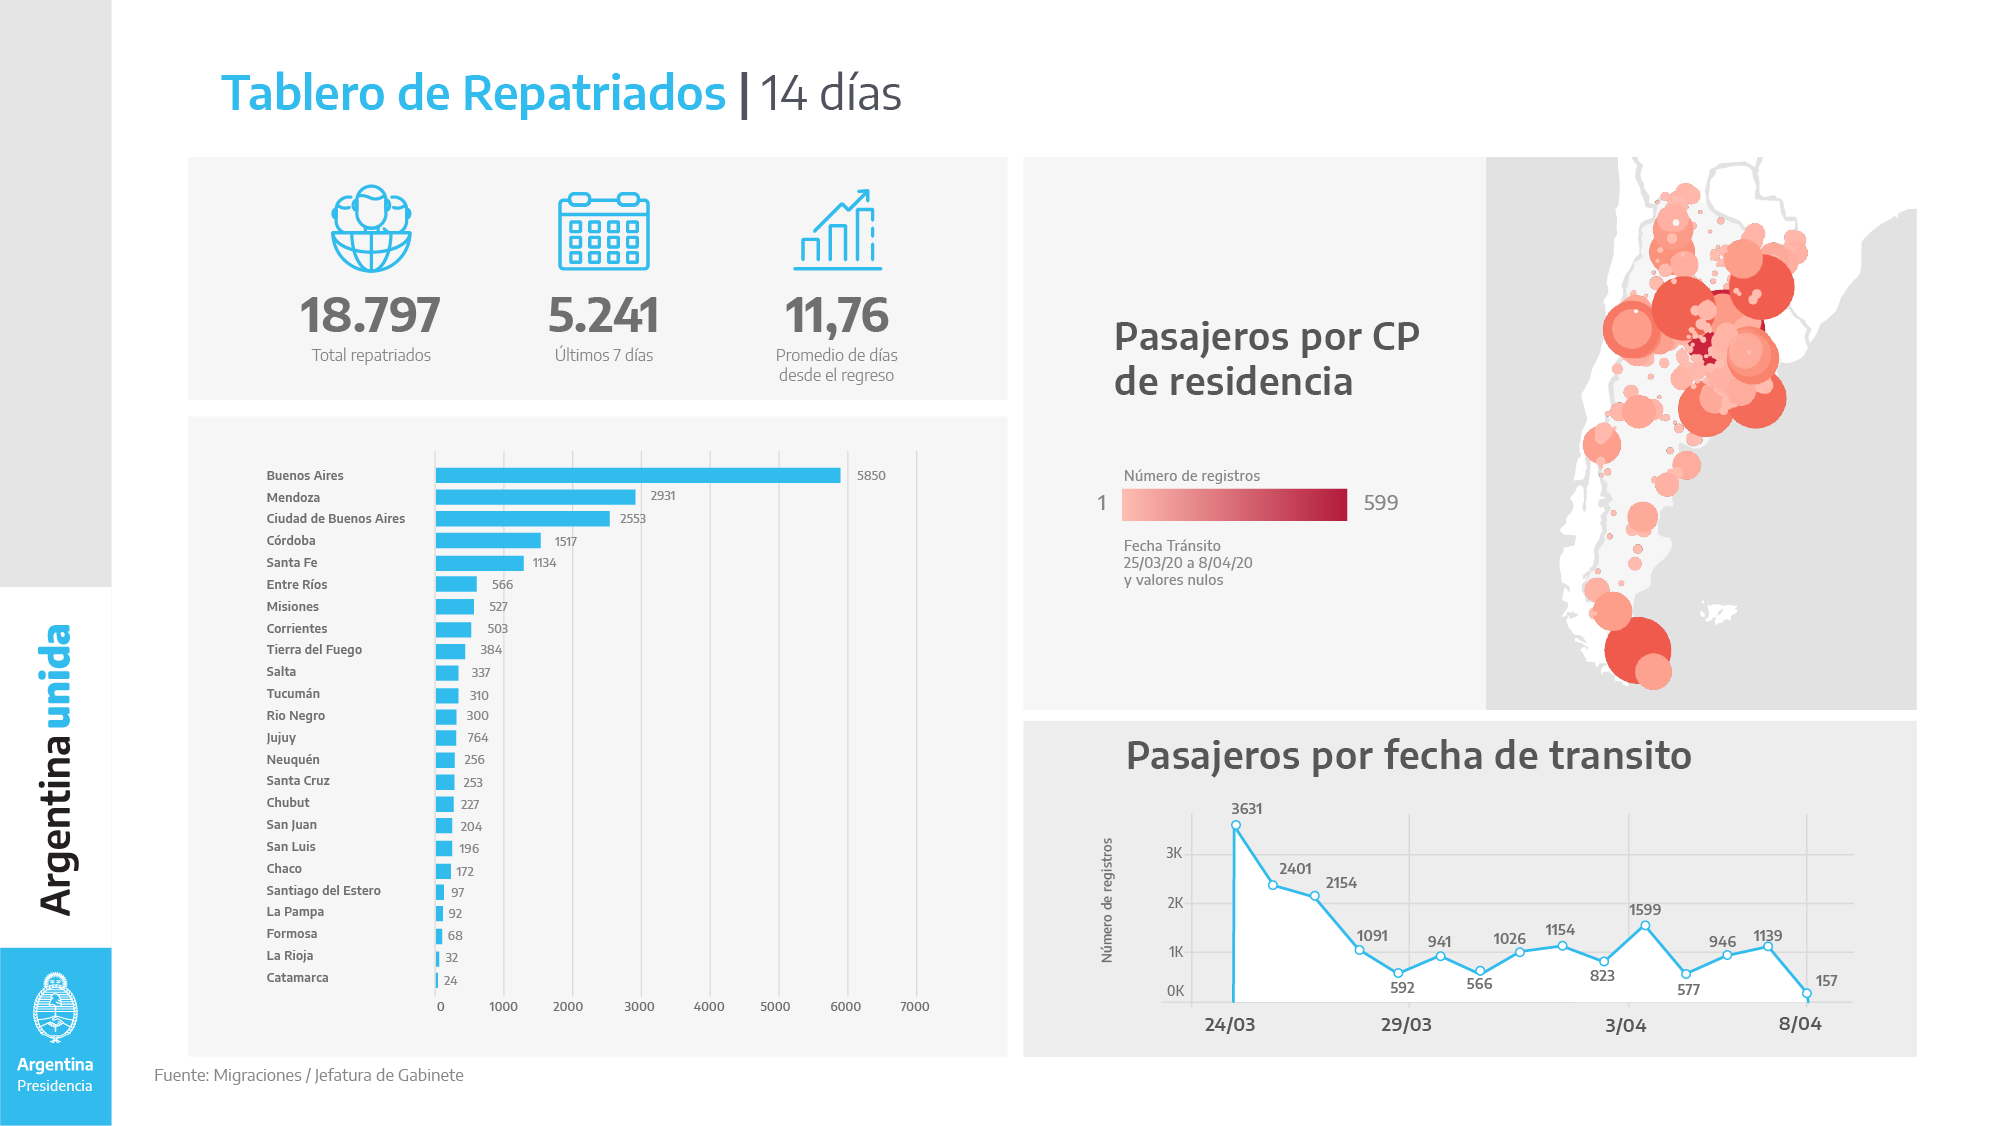 Tablero de Repatriados | 14 días
18.797
Total repatriados
5.241
Últimos 7 días
11,76
Promedio de días
desde el regreso
Buenos Aires 5850
Mendoza 2931
Ciudad de Buenos Aires 2553
Córdoba 1517
Santa Fe 1134
Entre Ríos 566
Misiones 527
Corrientes 503
Tierra del Fuego 384
Salta 337
Tucumán 310
Rio Negro 300
Jujuy 764
Neuquén 256
Santa Cruz 253
Chubut 227
San Juan 204
San Luis 196
Chaco 172
Santiago del Estero 97
La Pampa 92
Formosa 68
La Rioja 32
Catamarca 24
0 1000 2000 3000 4000 5000 6000 7000
Pasajeros por CP
de residencia
Número de registros
1 599
Fecha Tránsito
25/03/20 a 8/04/20
y valores nulos
Pasajeros por fecha de transito
Número de registros
3K
2K
1K
0K
3631
2401
2154
1091
592
941
566
1026
1154
823
1599
577
946
1139
157
24/03 29/03 3/04 8/04
Argentina unida
Argentina
Presidencia
Fuente: Migraciones / Jefatura de Gabinete